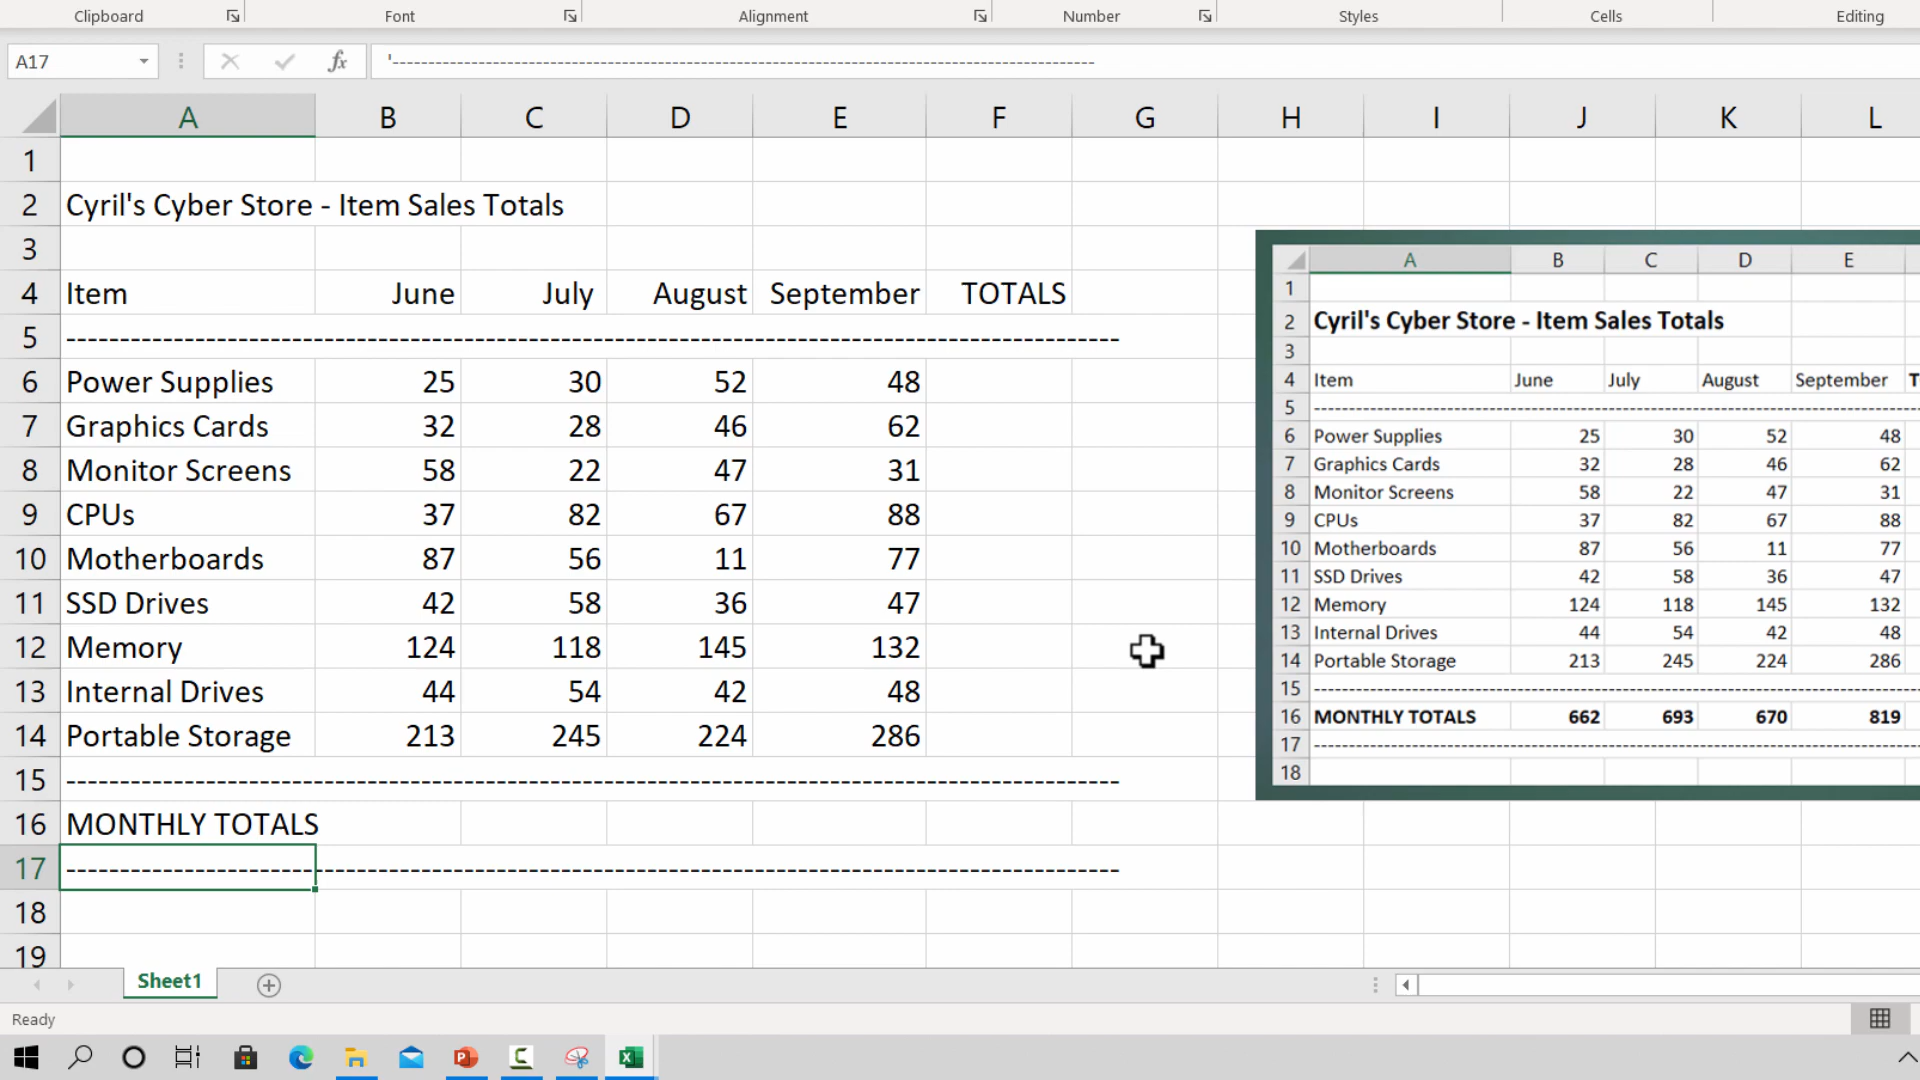 Clipboard Font Alignment Number Styles Cells Editing
A17 fx '--------------------------------------------------------------------------------------------------
A B C D E F G H I J K L
1
2 Cyril's Cyber Store - Item Sales Totals
3
4 Item June July August September TOTALS
5 --------------------------------------------------------------------------------------------------
6 Power Supplies 25 30 52 48
7 Graphics Cards 32 28 46 62
8 Monitor Screens 58 22 47 31
9 CPUs 37 82 67 88
10 Motherboards 87 56 11 77
11 SSD Drives 42 58 36 47
12 Memory 124 118 145 132
13 Internal Drives 44 54 42 48
14 Portable Storage 213 245 224 286
15 --------------------------------------------------------------------------------------------------
16 MONTHLY TOTALS
17 --------------------------------------------------------------------------------------------------
18
19
A B C D E
1
2 Cyril's Cyber Store - Item Sales Totals
3
4 Item June July August September T
5 --------------------------------------------------------------------------------------------------
6 Power Supplies 25 30 52 48
7 Graphics Cards 32 28 46 62
8 Monitor Screens 58 22 47 31
9 CPUs 37 82 67 88
10 Motherboards 87 56 11 77
11 SSD Drives 42 58 36 47
12 Memory 124 118 145 132
13 Internal Drives 44 54 42 48
14 Portable Storage 213 245 224 286
15 --------------------------------------------------------------------------------------------------
16 MONTHLY TOTALS 662 693 670 819
17 --------------------------------------------------------------------------------------------------
18
Sheet1
Ready